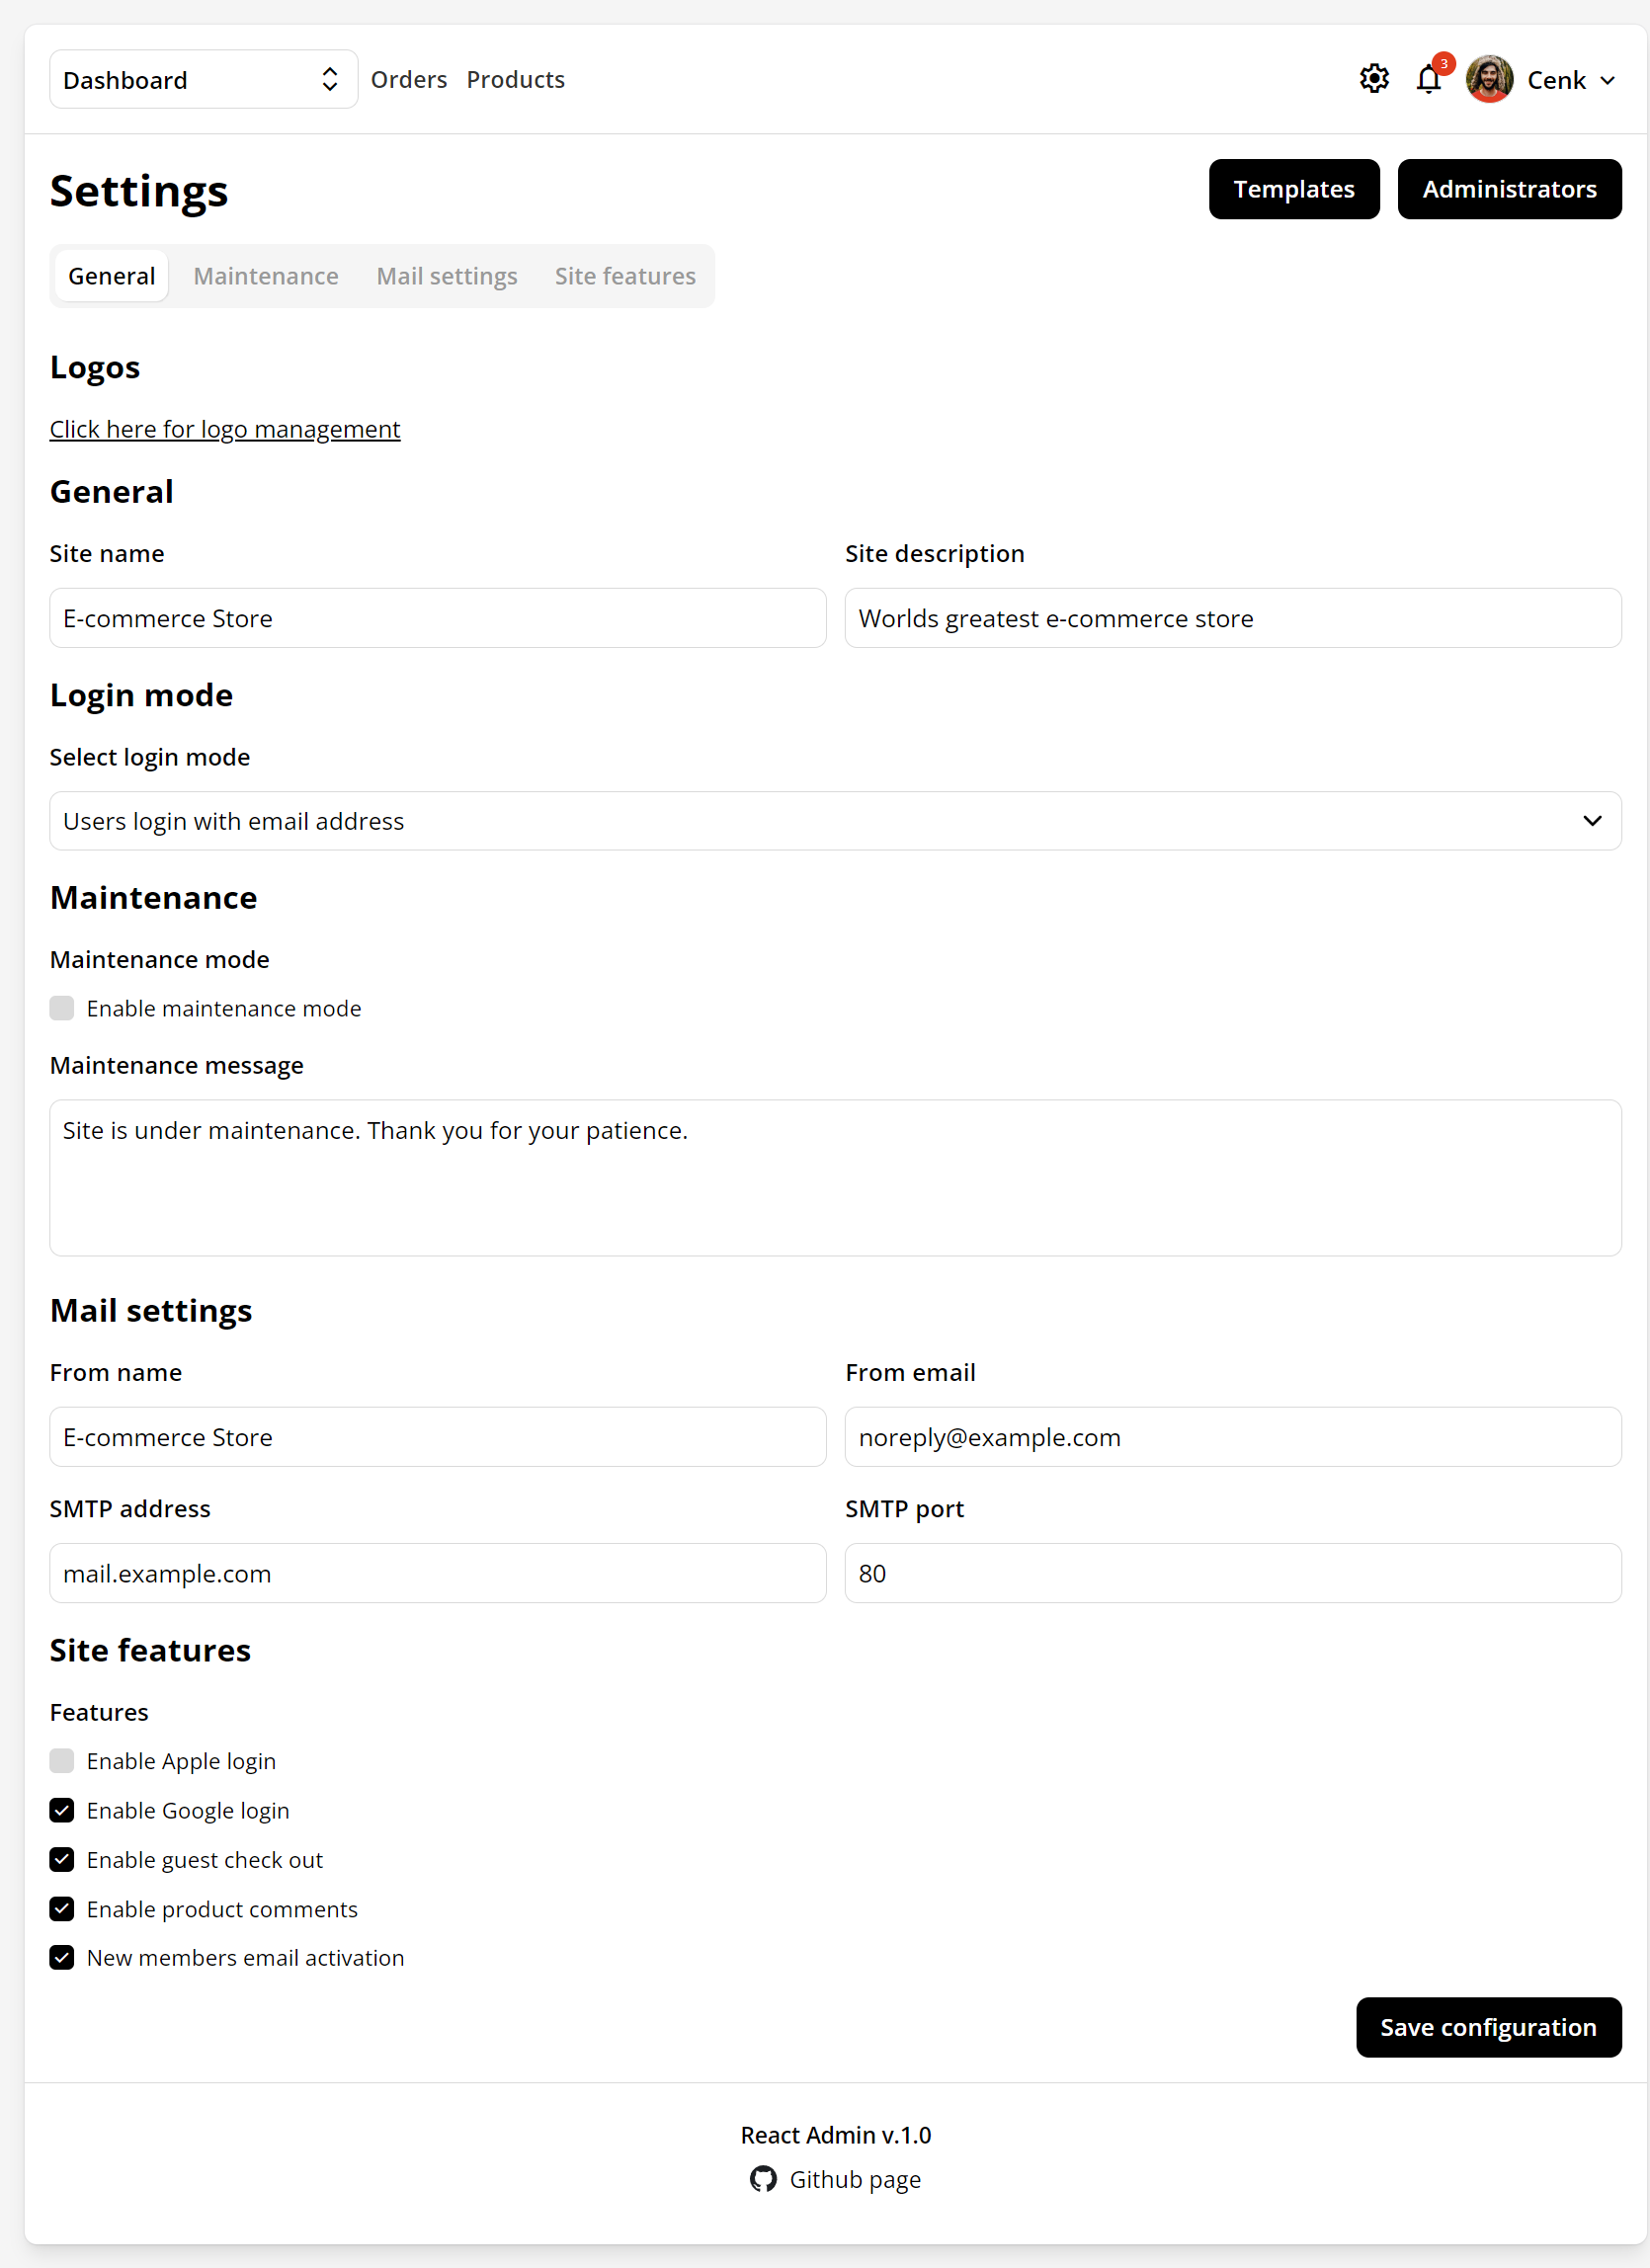 Dashboard
Orders
Products
3
Cenk
Settings
Templates
Administrators
General
Maintenance
Mail settings
Site features
Logos
Click here for logo management
General
Site name
Site description
E-commerce Store
Worlds greatest e-commerce store
Login mode
Select login mode
Users login with email address
Maintenance
Maintenance mode
Enable maintenance mode
Maintenance message
Site is under maintenance. Thank you for your patience.
Mail settings
From name
From email
E-commerce Store
noreply@example.com
SMTP address
SMTP port
mail.example.com
80
Site features
Features
Enable Apple login
Enable Google login
Enable guest check out
Enable product comments
New members email activation
Save configuration
React Admin v.1.0
Github page